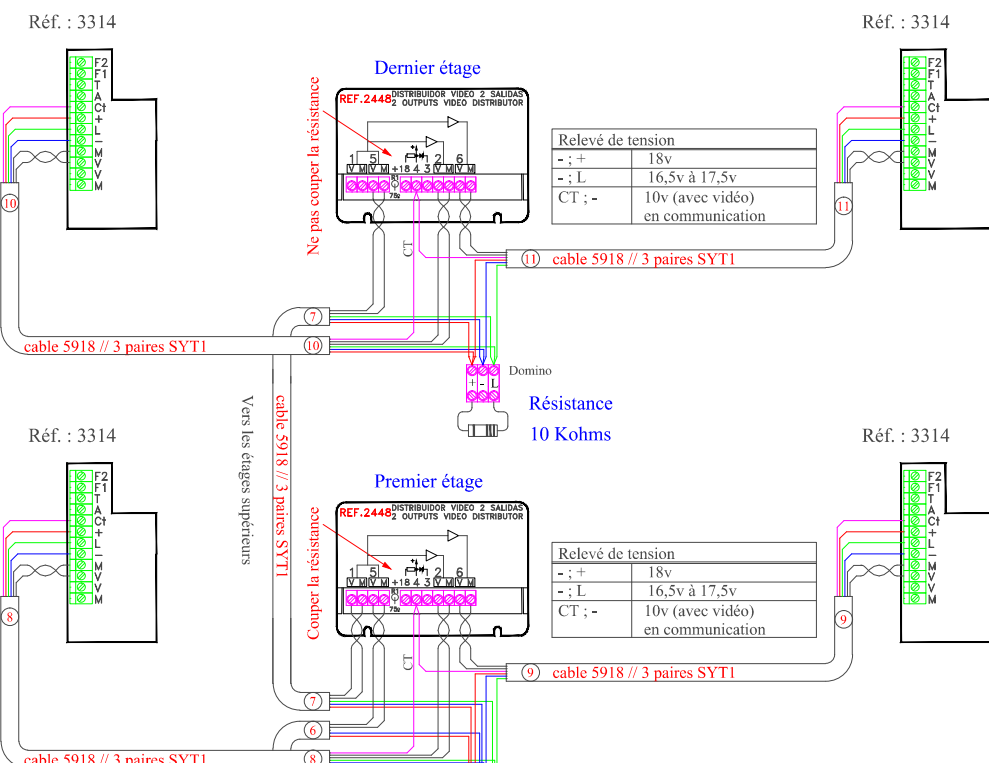 Réf. : 3314
Réf. : 3314
Dernier étage
F2
F1
T
A
Ct
+
L
−
M
V
V
M
REF.2448
DISTRIBUIDOR VIDEO 2 SALIDAS
2 OUTPUTS VIDEO DISTRIBUTOR
1 5 2 6
V M V M +18 4 3 V M V M
R1
75Ω
Ne pas couper la résistance
CT
Relevé de tension
- ; + 18v
- ; L 16,5v à 17,5v
CT ; - 10v (avec vidéo)
en communication
F2
F1
T
A
Ct
+
L
−
M
V
V
M
10
11
11 cable 5918 // 3 paires SYT1
7
cable 5918 // 3 paires SYT1 10
+ - L
Domino
Résistance
10 Kohms
Vers les étages supérieurs
cable 5918 // 3 paires SYT1
Réf. : 3314
Réf. : 3314
Premier étage
F2
F1
T
A
Ct
+
L
−
M
V
V
M
REF.2448
DISTRIBUIDOR VIDEO 2 SALIDAS
2 OUTPUTS VIDEO DISTRIBUTOR
1 5 2 6
V M V M +18 4 3 V M V M
R1
75Ω
Couper la résistance
CT
Relevé de tension
- ; + 18v
- ; L 16,5v à 17,5v
CT ; - 10v (avec vidéo)
en communication
F2
F1
T
A
Ct
+
L
−
M
V
V
M
8
9
9 cable 5918 // 3 paires SYT1
7
6
cable 5918 // 3 paires SYT1 8